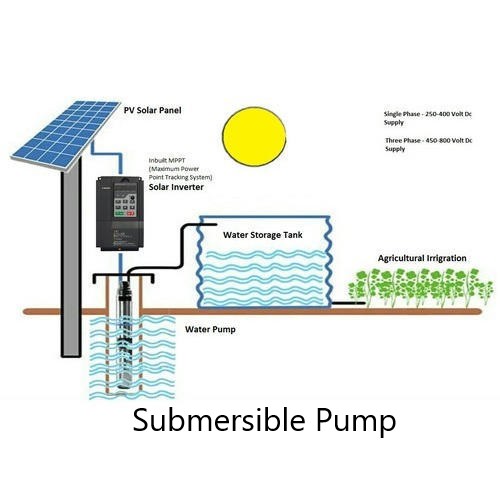 PV Solar Panel
Single Phase - 250-400 Volt Dc
Supply
Three Phase - 450-800 Volt Dc
Supply
Inbuilt MPPT
(Maximum Power
Point Tracking System)
Solar Inverter
Water Storage Tank
Agricultural Irrigration
Water Pump
Submersible Pump